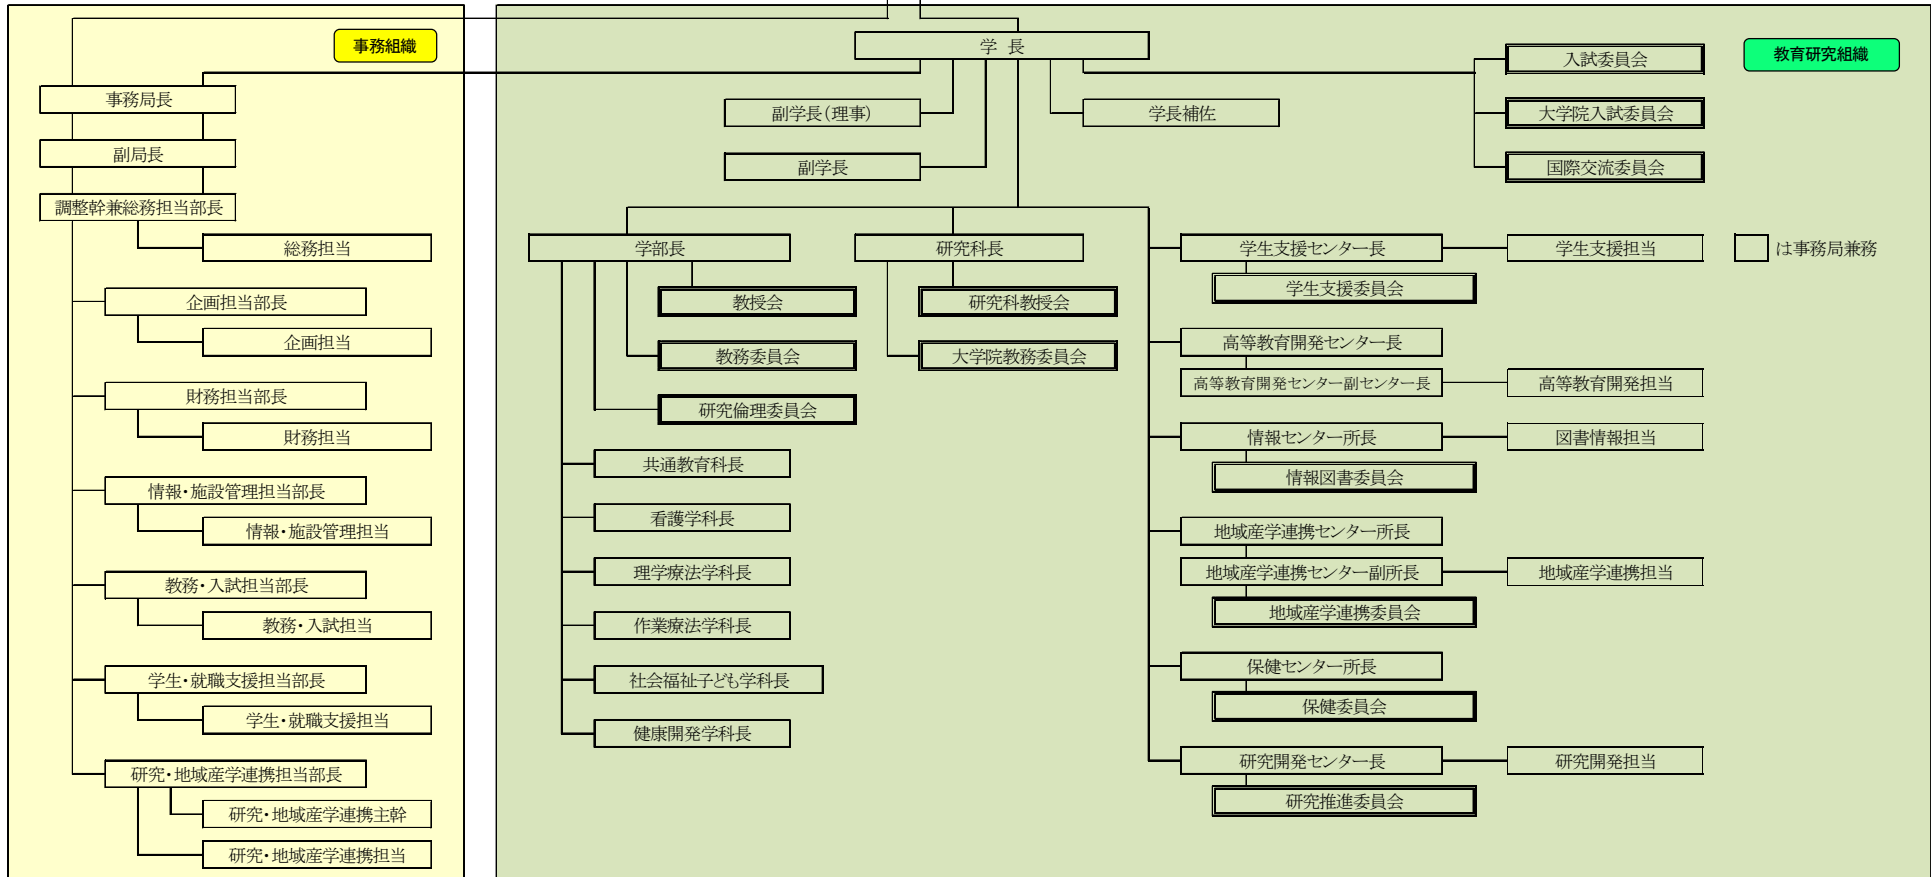 事務組織
事務局長
副局長
調整幹兼総務担当部長
総務担当
企画担当部長
企画担当
財務担当部長
財務担当
情報・施設管理担当部長
情報・施設管理担当
教務・入試担当部長
教務・入試担当
学生・就職支援担当部長
学生・就職支援担当
研究・地域産学連携担当部長
研究・地域産学連携主幹
研究・地域産学連携担当
教育研究組織
学 長
副学長(理事)
副学長
学長補佐
入試委員会
大学院入試委員会
国際交流委員会
学部長
教授会
教務委員会
研究倫理委員会
共通教育科長
看護学科長
理学療法学科長
作業療法学科長
社会福祉子ども学科長
健康開発学科長
研究科長
研究科教授会
大学院教務委員会
学生支援センター長
学生支援担当
学生支援委員会
高等教育開発センター長
高等教育開発センター副センター長
高等教育開発担当
情報センター所長
図書情報担当
情報図書委員会
地域産学連携センター所長
地域産学連携センター副所長
地域産学連携担当
地域産学連携委員会
保健センター所長
保健委員会
研究開発センター長
研究開発担当
研究推進委員会
は事務局兼務